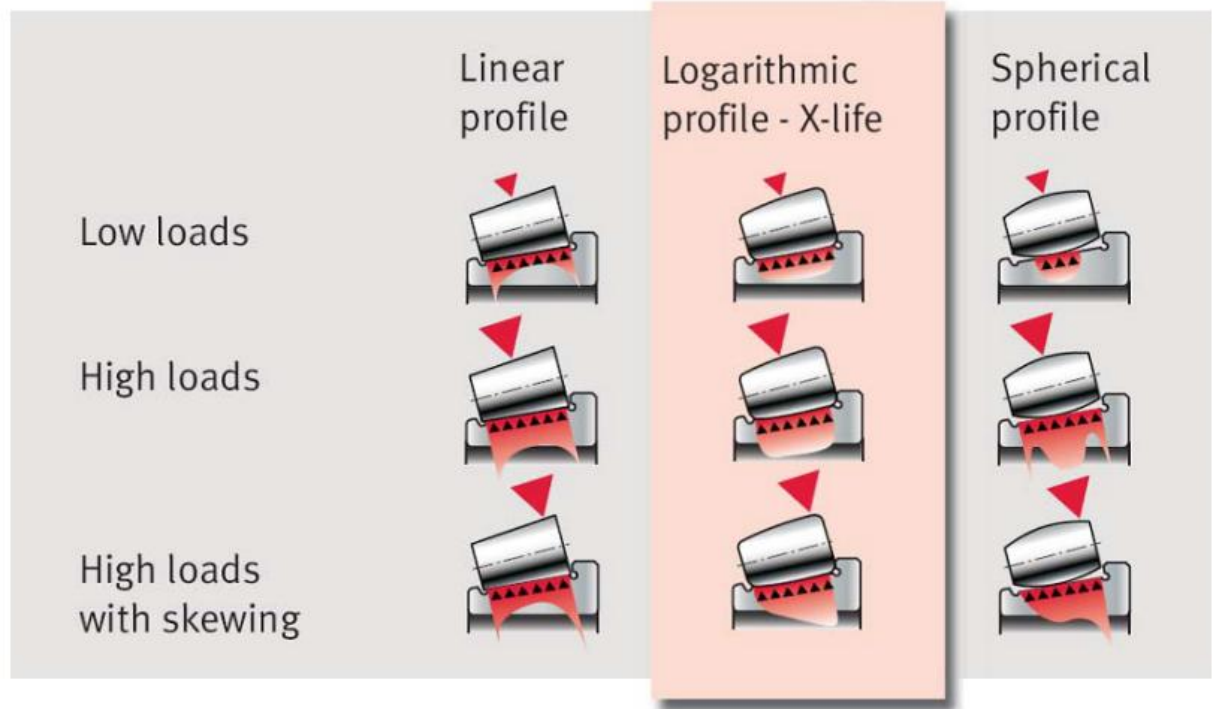 Linear
profile
Logarithmic
profile - X-life
Spherical
profile
Low loads
High loads
High loads
with skewing